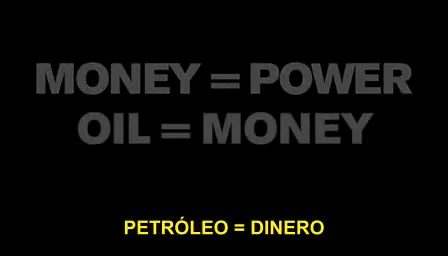 MONEY = POWER
OIL = MONEY
PETRÓLEO = DINERO